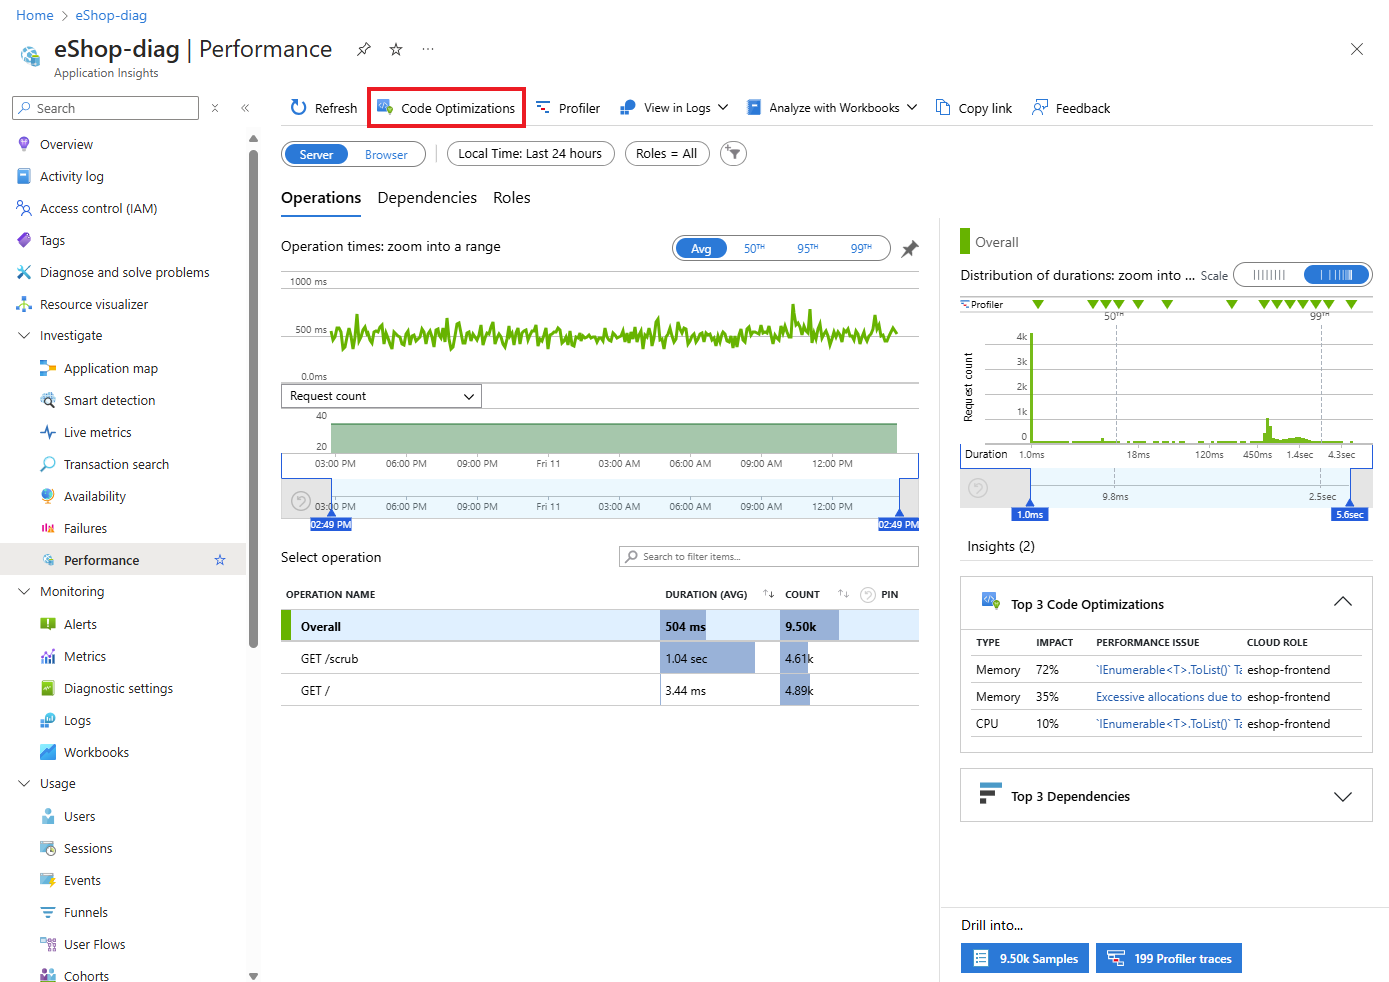 Home > eShop-diag
eShop-diag | Performance
Application Insights
Search
Overview
Activity log
Access control (IAM)
Tags
Diagnose and solve problems
Resource visualizer
Investigate
Application map
Smart detection
Live metrics
Transaction search
Availability
Failures
Performance
Monitoring
Alerts
Metrics
Diagnostic settings
Logs
Workbooks
Usage
Users
Sessions
Events
Funnels
User Flows
Cohorts
Refresh
Code Optimizations
Profiler
View in Logs
Analyze with Workbooks
Copy link
Feedback
Server
Browser
Local Time: Last 24 hours
Roles = All
Operations
Dependencies
Roles
Operation times: zoom into a range
Avg
50TH
95TH
99TH
1000 ms
500 ms
0.0ms
Request count
40
20
03:00 PM 06:00 PM 09:00 PM Fri 11 03:00 AM 06:00 AM 09:00 AM 12:00 PM
03:00 PM 06:00 PM 09:00 PM Fri 11 03:00 AM 06:00 AM 09:00 AM 12:00 PM
02:49 PM 02:49 PM
Select operation
Search to filter items...
OPERATION NAME DURATION (AVG) COUNT PIN
Overall 504 ms 9.50k
GET /scrub 1.04 sec 4.61k
GET / 3.44 ms 4.89k
Overall
Distribution of durations: zoom into ...
Scale
Profiler
50TH 99TH
Request count
4k
3k
2k
1k
0
Duration 1.0ms 18ms 120ms 450ms 1.4sec 4.3sec
9.8ms 2.5sec
1.0ms 5.6sec
Insights (2)
Top 3 Code Optimizations
TYPE IMPACT PERFORMANCE ISSUE CLOUD ROLE
Memory 72% `IEnumerable<T>.ToList()` Ta eshop-frontend
Memory 35% Excessive allocations due to eshop-frontend
CPU 10% `IEnumerable<T>.ToList()` Ta eshop-frontend
Top 3 Dependencies
Drill into...
9.50k Samples
199 Profiler traces